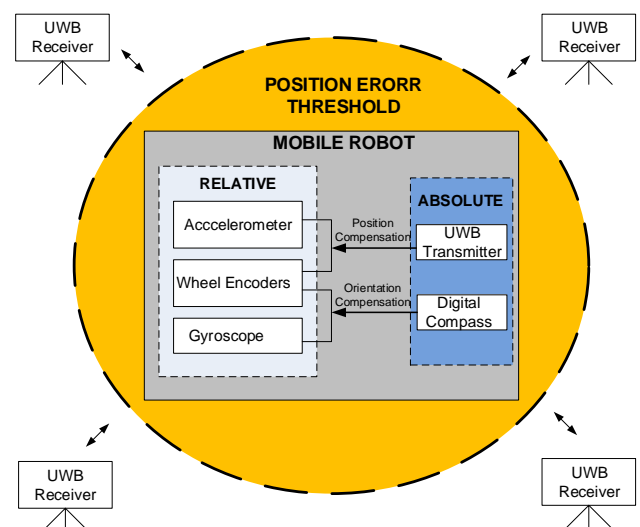 UWB
Receiver
UWB
Receiver
POSITION ERORR
THRESHOLD
MOBILE ROBOT
RELATIVE
Acccelerometer
Wheel Encoders
Gyroscope
Position
Compensation
Orientation
Compensation
ABSOLUTE
UWB
Transmitter
Digital
Compass
UWB
Receiver
UWB
Receiver